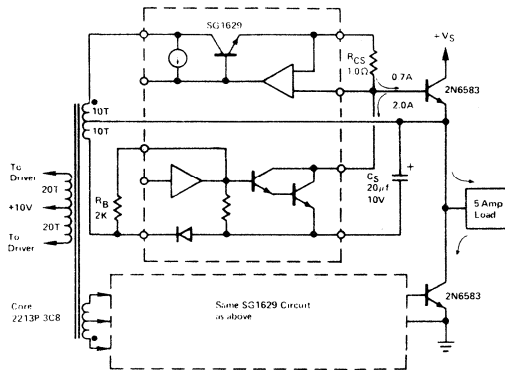 SG1629
+ VS
RCS
1.0Ω
0.7A
2N6583
2.0A
10T
10T
To
Driver
20T
+10V
20T
To
Driver
RB
2K
CS
20μf
10V
+
5 Amp
Load
Core
2213P 3C8
Same SG1629 Circuit
as above
2N6583